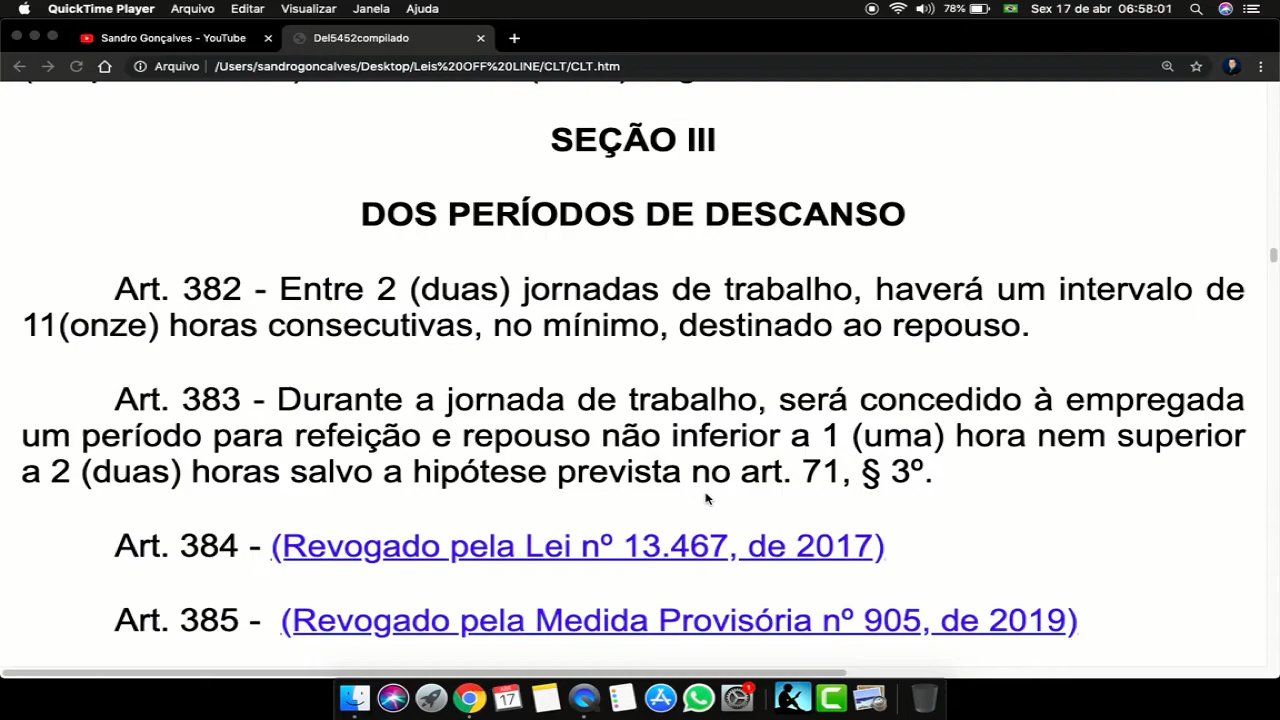 QuickTime Player Arquivo Editar Visualizar Janela Ajuda 78% Sex 17 de abr 06:58:01
Sandro Gonçalves - YouTube Del5452compilado
Arquivo /Users/sandrogoncalves/Desktop/Leis%20OFF%20LINE/CLT/CLT.htm
SEÇÃO III
DOS PERÍODOS DE DESCANSO
Art. 382 - Entre 2 (duas) jornadas de trabalho, haverá um intervalo de
11(onze) horas consecutivas, no mínimo, destinado ao repouso.
Art. 383 - Durante a jornada de trabalho, será concedido à empregada
um período para refeição e repouso não inferior a 1 (uma) hora nem superior
a 2 (duas) horas salvo a hipótese prevista no art. 71, § 3º.
Art. 384 - (Revogado pela Lei nº 13.467, de 2017)
Art. 385 - (Revogado pela Medida Provisória nº 905, de 2019)
17
1